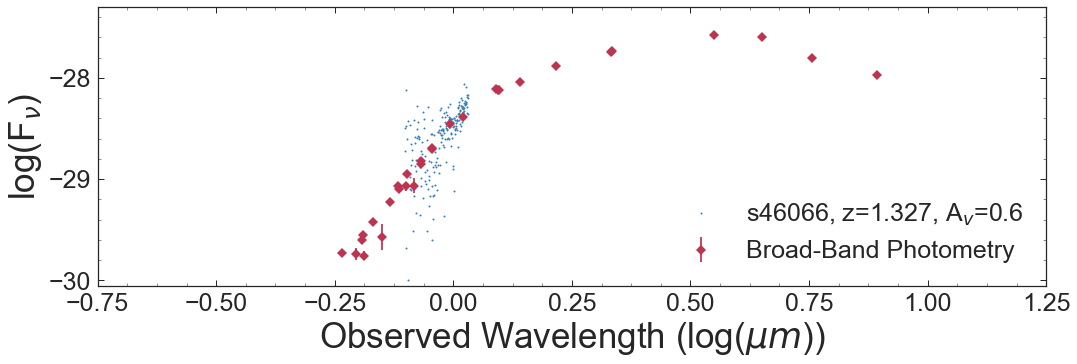 log(F_ν)
−28
−29
−30
s46066, z=1.327, A_v=0.6
Broad-Band Photometry
−0.75 −0.50 −0.25 0.00 0.25 0.50 0.75 1.00 1.25
Observed Wavelength (log(μm))